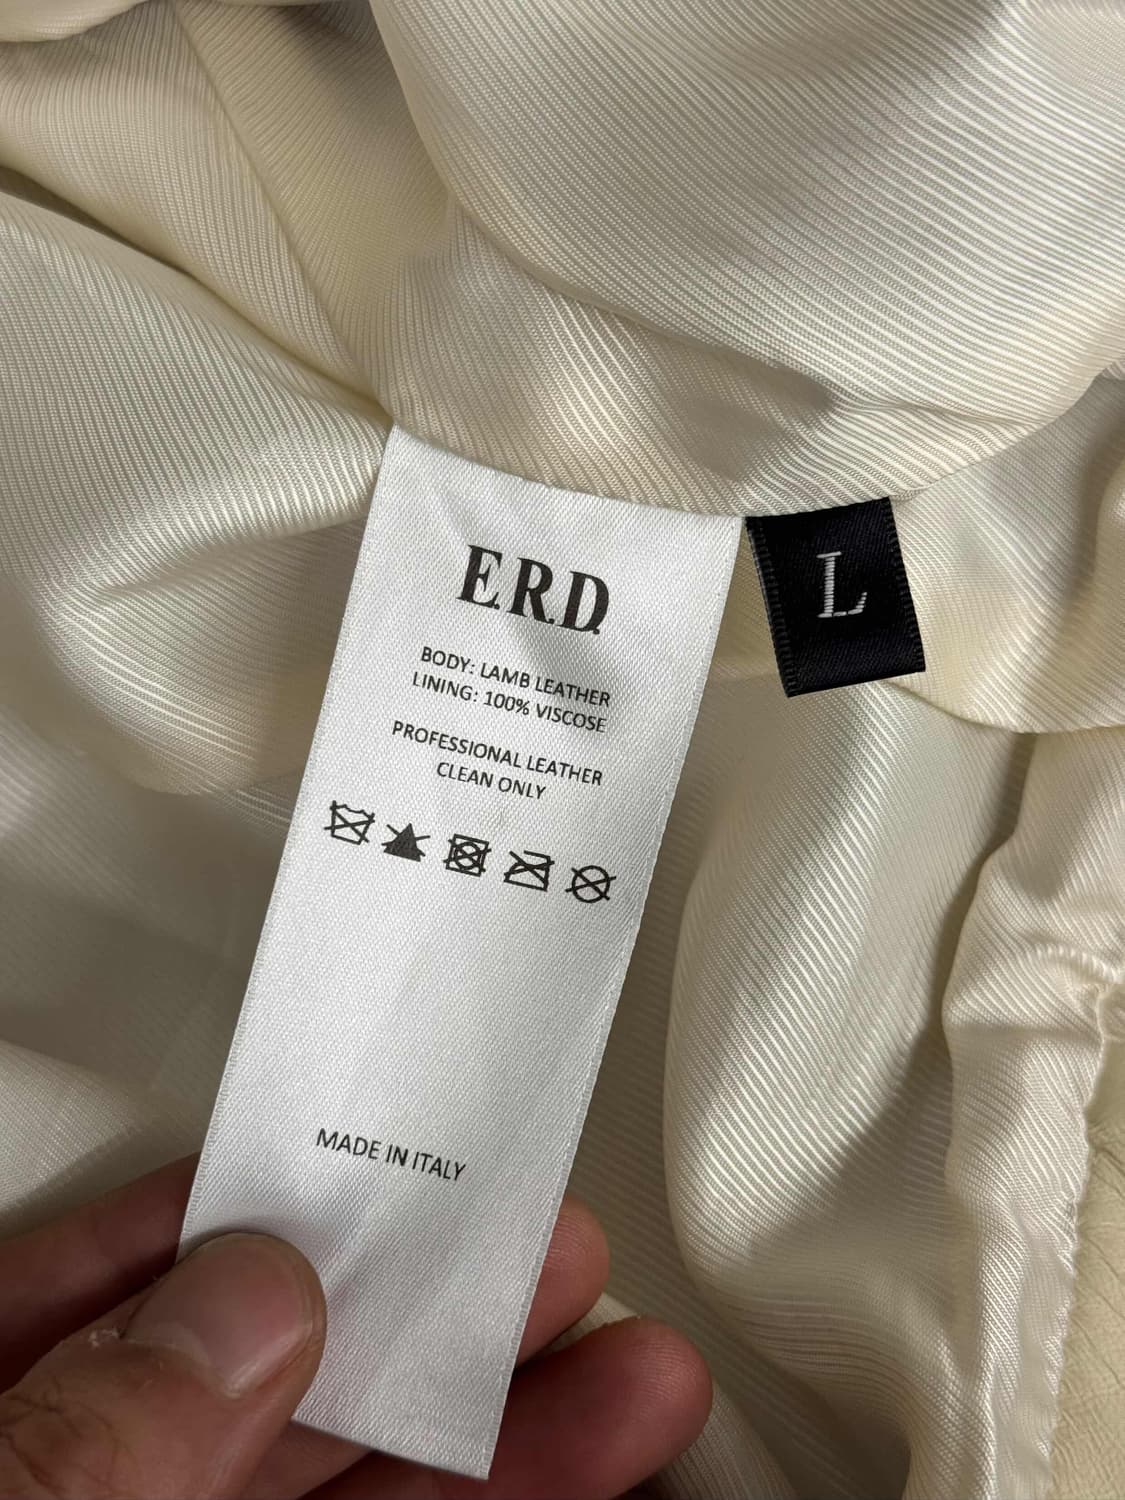 E.R.D.
L
BODY: LAMB LEATHER
LINING: 100% VISCOSE
PROFESSIONAL LEATHER
CLEAN ONLY
MADE IN ITALY